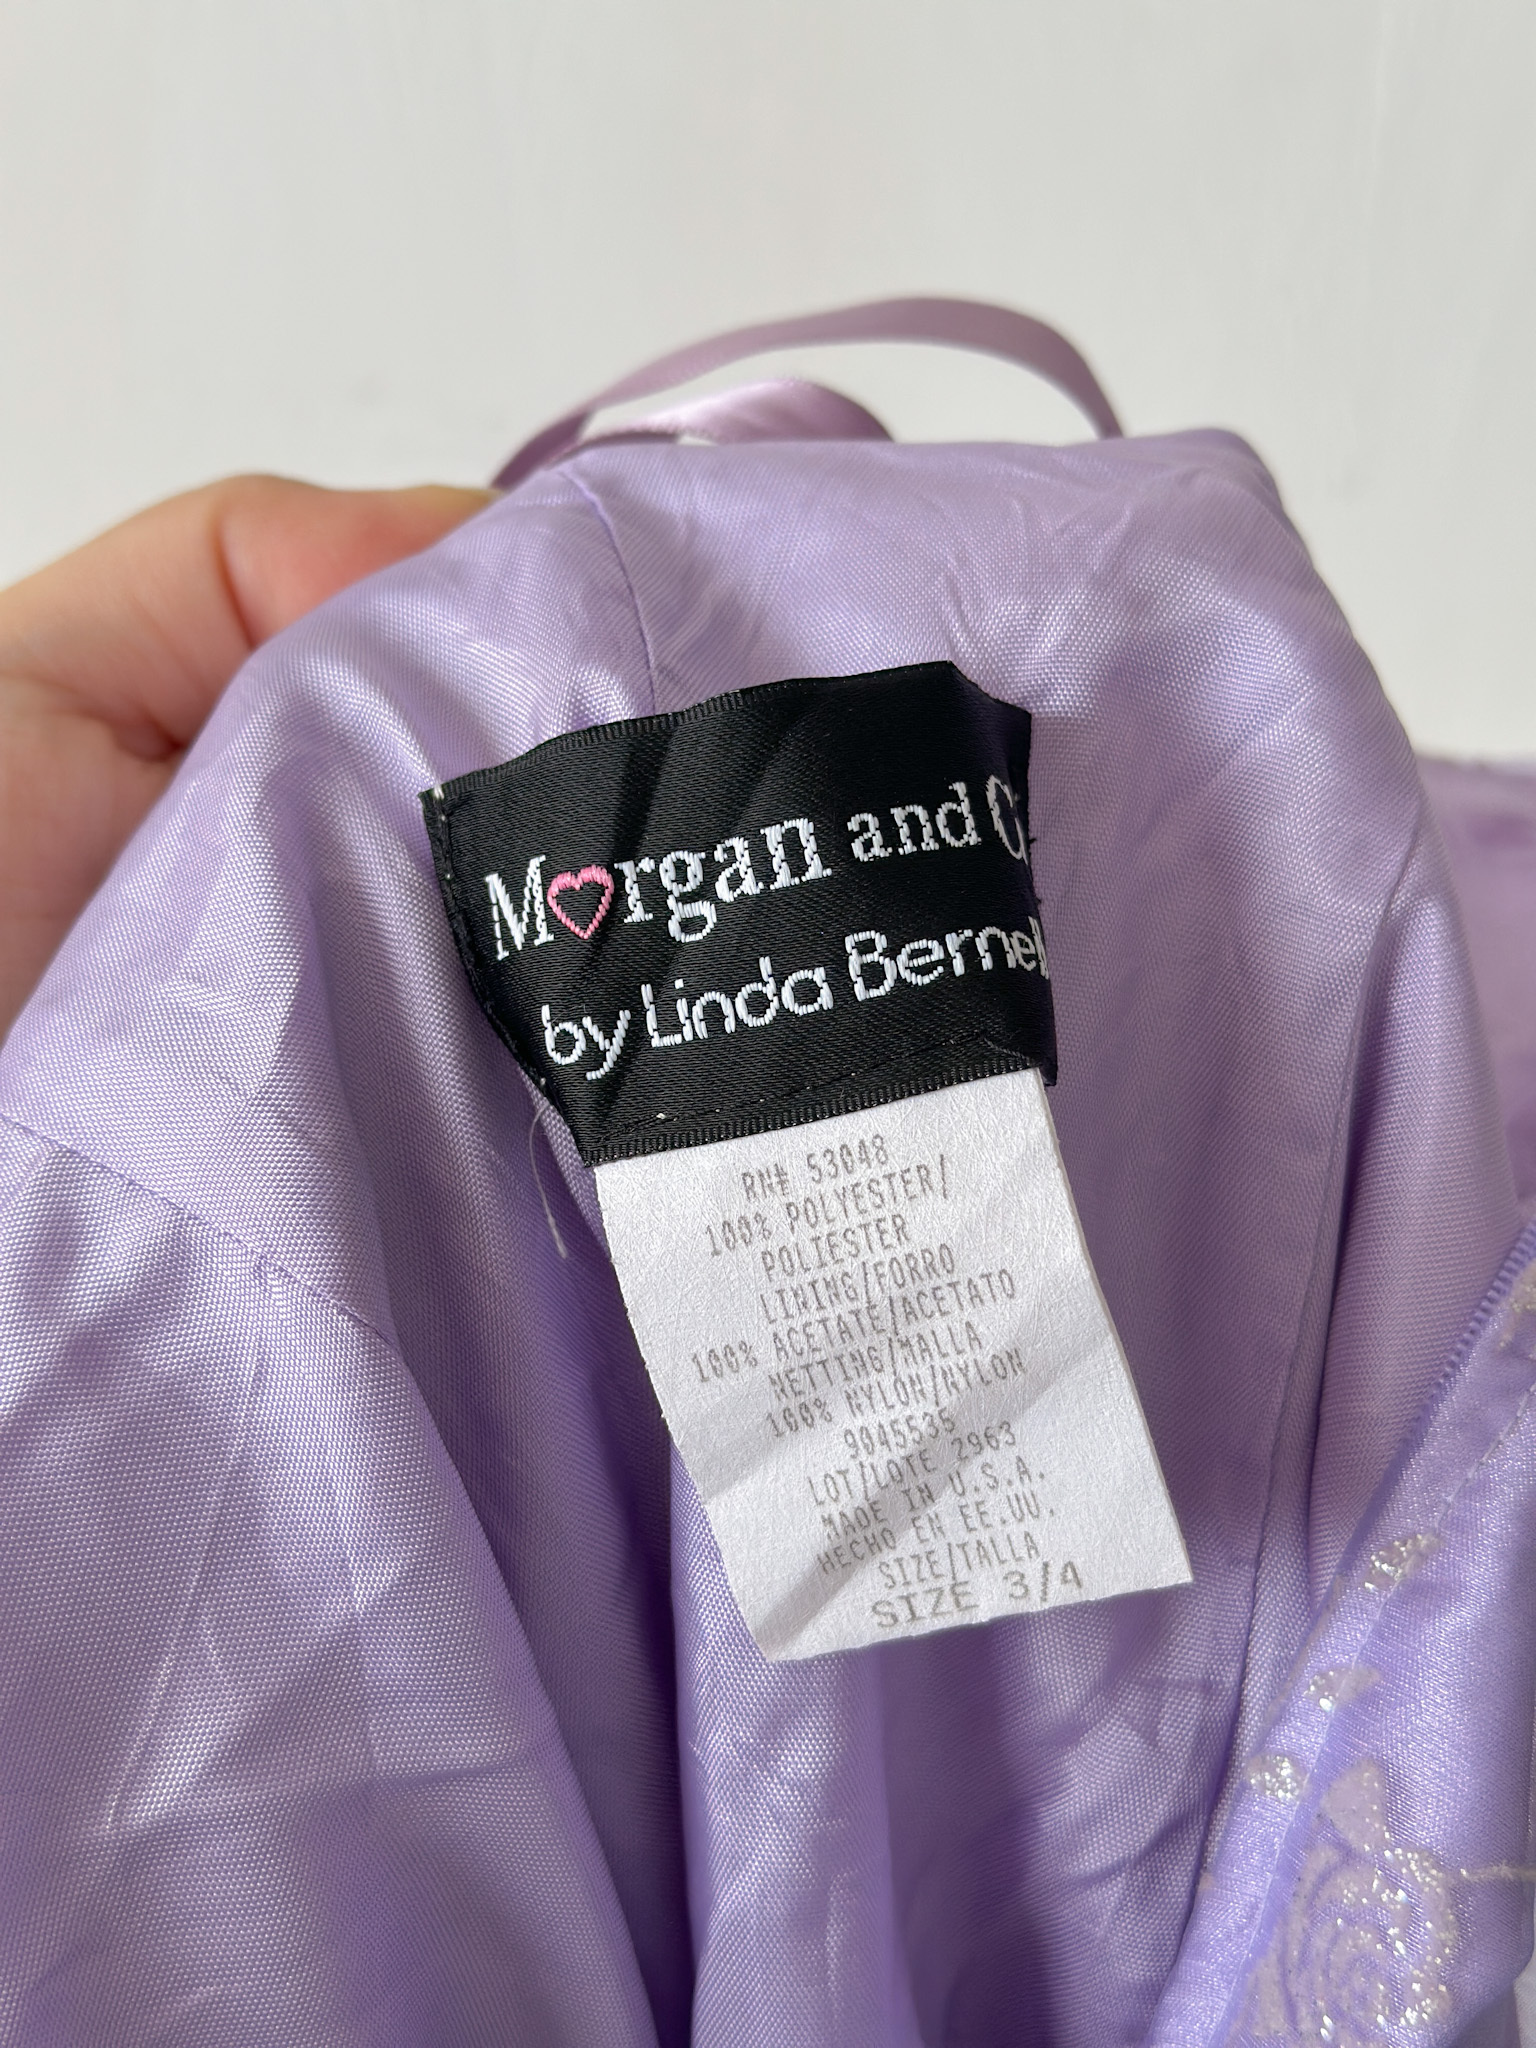 Morgan and C
by Linda Bernell
RN# 53048
100% POLYESTER/
POLIESTER
LINING/FORRO
100% ACETATE/ACETATO
NETTING/MALLA
100% NYLON/NYLON
9045535
LOT/LOTE 2963
MADE IN U.S.A.
HECHO EN EE.UU.
SIZE/TALLA
SIZE 3/4